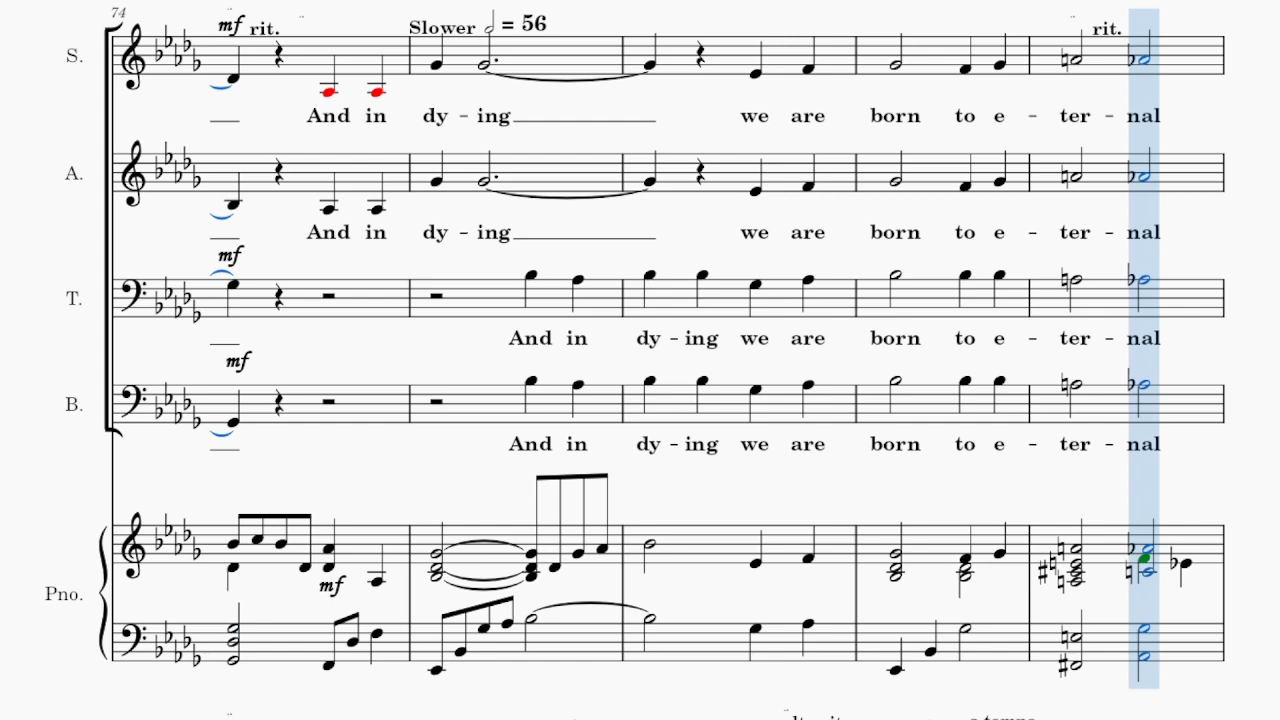 74
mf rit. Slower = 56 rit.
S.
And in dy - ing we are born to e - ter - nal
A.
And in dy - ing we are born to e - ter - nal
mf
T.
And in dy - ing we are born to e - ter - nal
mf
B.
And in dy - ing we are born to e - ter - nal
mf
Pno.